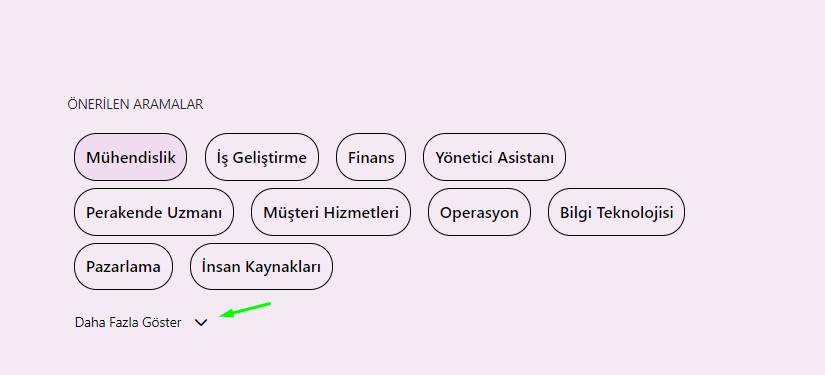 ÖNERİLEN ARAMALAR
Mühendislik İş Geliştirme Finans Yönetici Asistanı
Perakende Uzmanı Müşteri Hizmetleri Operasyon Bilgi Teknolojisi
Pazarlama İnsan Kaynakları
Daha Fazla Göster